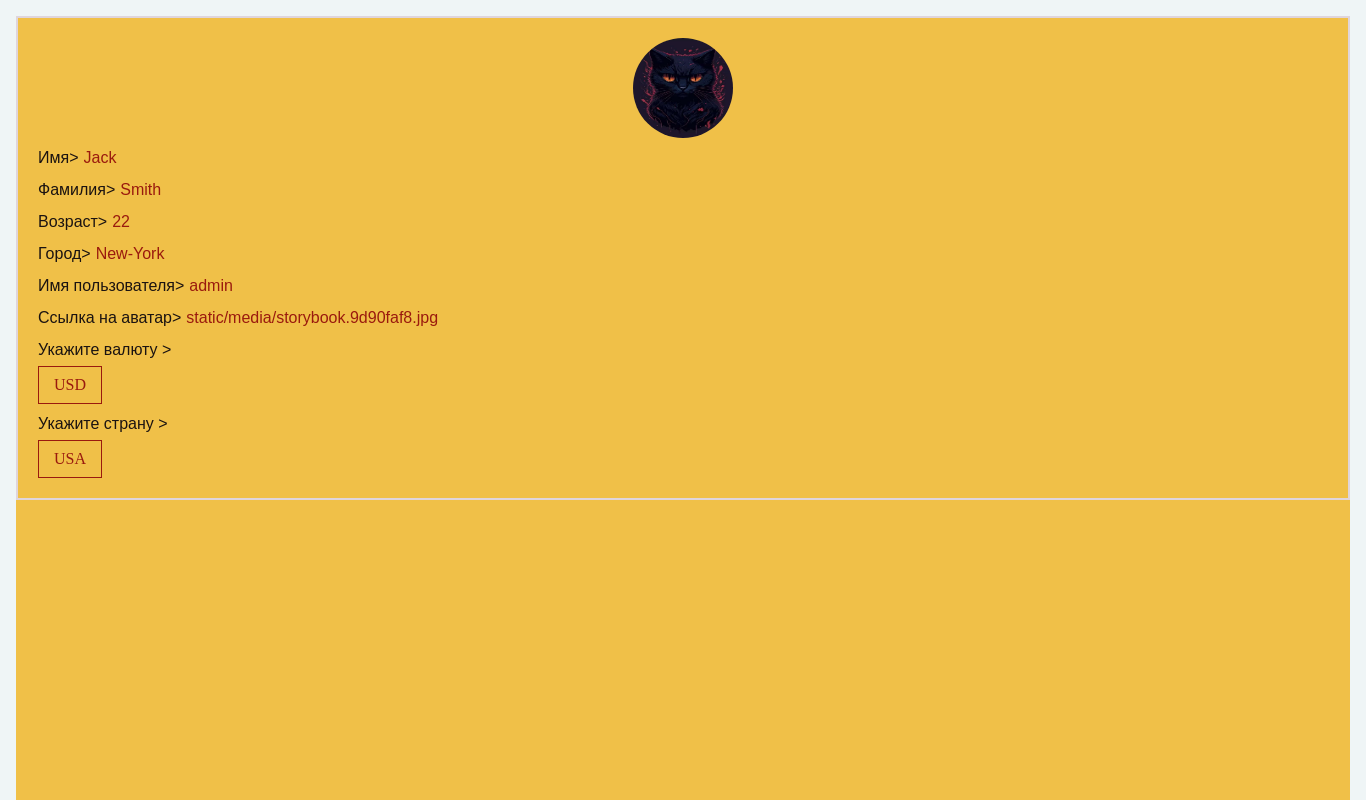 Имя> Jack
Фамилия> Smith
Возраст> 22
Город> New-York
Имя пользователя> admin
Ссылка на аватар> static/media/storybook.9d90faf8.jpg
Укажите валюту >
USD
Укажите страну >
USA